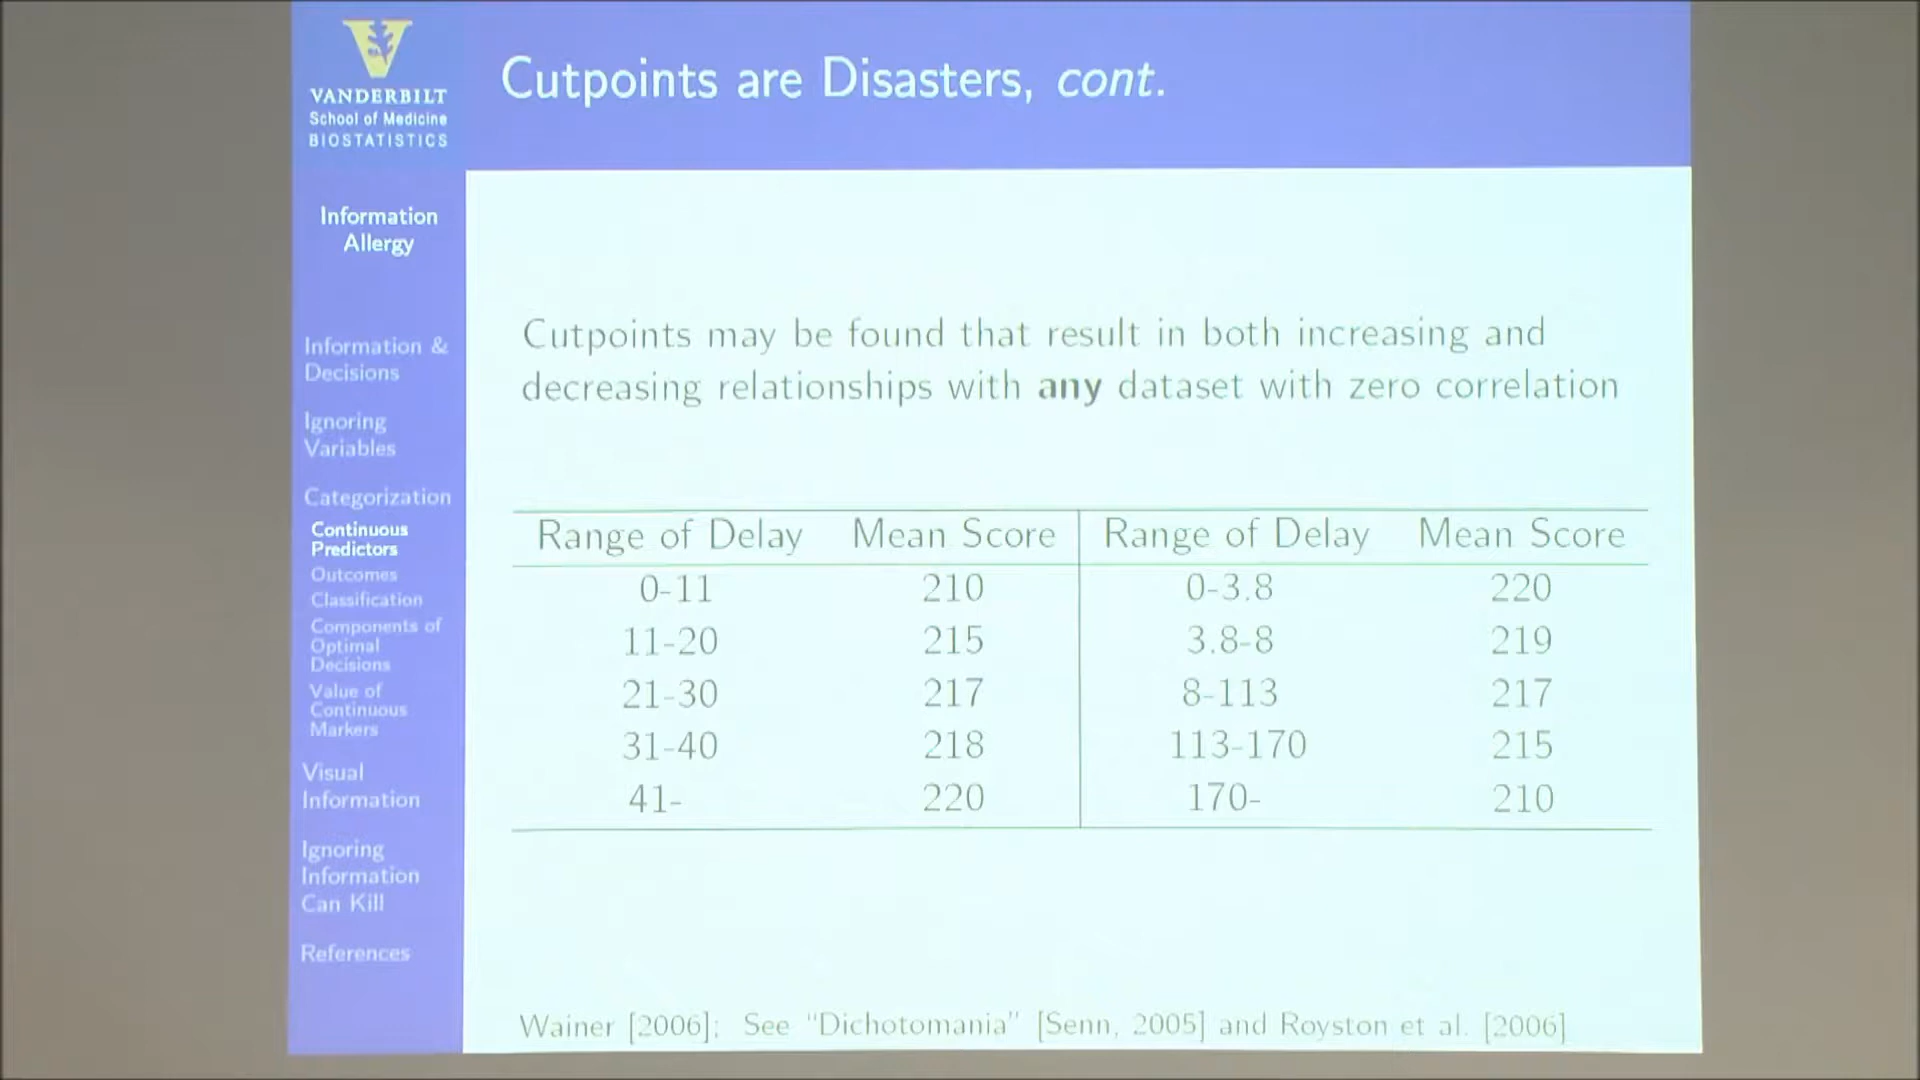 VANDERBILT
School of Medicine
BIOSTATISTICS
Cutpoints are Disasters, cont.
Information
Allergy
Information &
Decisions
Ignoring
Variables
Categorization
Continuous
Predictors
Outcomes
Classification
Components of
Optimal
Decisions
Value of
Continuous
Markers
Visual
Information
Ignoring
Information
Can Kill
References
Cutpoints may be found that result in both increasing and
decreasing relationships with any dataset with zero correlation
Range of Delay Mean Score Range of Delay Mean Score
0-11 210 0-3.8 220
11-20 215 3.8-8 219
21-30 217 8-113 217
31-40 218 113-170 215
41- 220 170- 210
Wainer [2006]; See "Dichotomania" [Senn, 2005] and Royston et al. [2006]